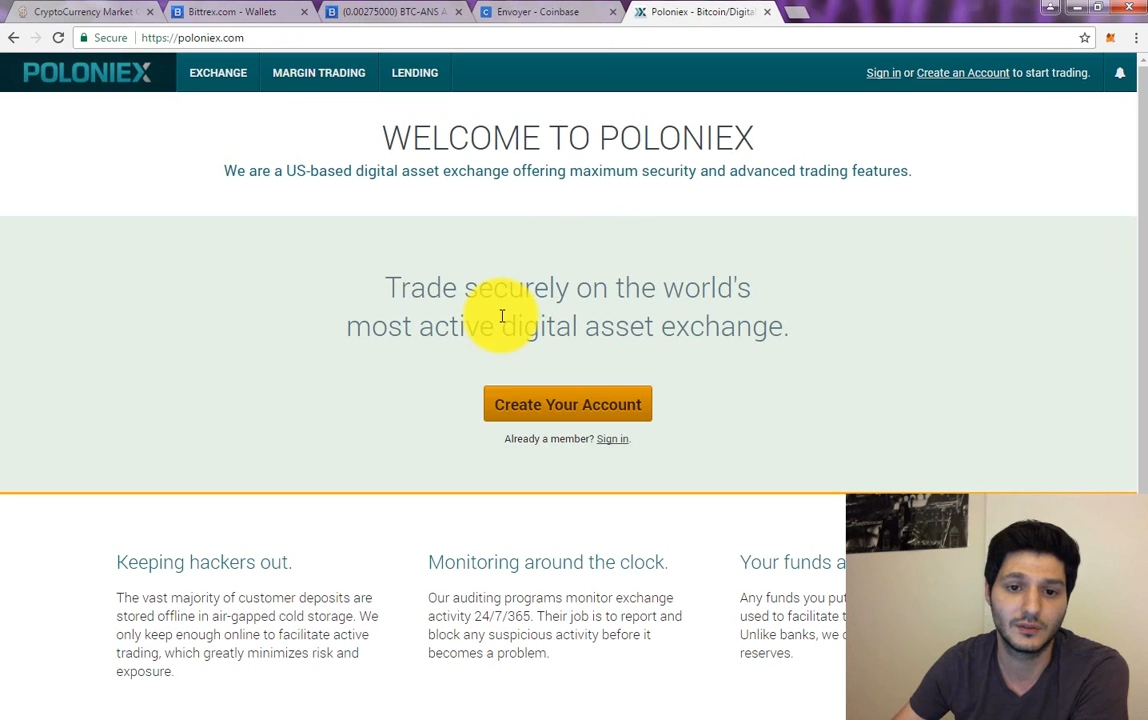 CryptoCurrency Market C
Bittrex.com - Wallets
(0.00275000) BTC-ANS A
Envoyer - Coinbase
Poloniex - Bitcoin/Digita
Secure
https://poloniex.com
POLONIEX
EXCHANGE
MARGIN TRADING
LENDING
Sign in or Create an Account to start trading.
WELCOME TO POLONIEX
We are a US-based digital asset exchange offering maximum security and advanced trading features.
Trade securely on the world's
most active digital asset exchange.
Create Your Account
Already a member? Sign in.
Keeping hackers out.
The vast majority of customer deposits are
stored offline in air-gapped cold storage. We
only keep enough online to facilitate active
trading, which greatly minimizes risk and
exposure.
Monitoring around the clock.
Our auditing programs monitor exchange
activity 24/7/365. Their job is to report and
block any suspicious activity before it
becomes a problem.
Your funds a
Any funds you put
used to facilitate t
Unlike banks, we d
reserves.